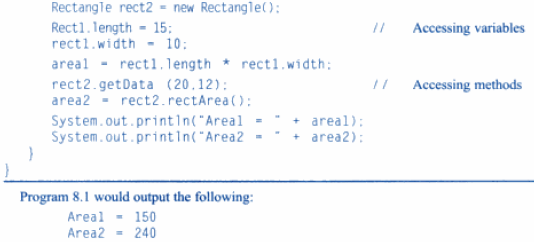 Rectangle rect2 = new Rectangle();
Rect1.length = 15; // Accessing variables
rect1.width = 10;
area1 = rect1.length * rect1.width;
rect2.getData (20,12); // Accessing methods
area2 = rect2.rectArea();
System.out.println("Area1 = " + area1);
System.out.println("Area2 = " + area2);
}
}
Program 8.1 would output the following:
Area1 = 150
Area2 = 240